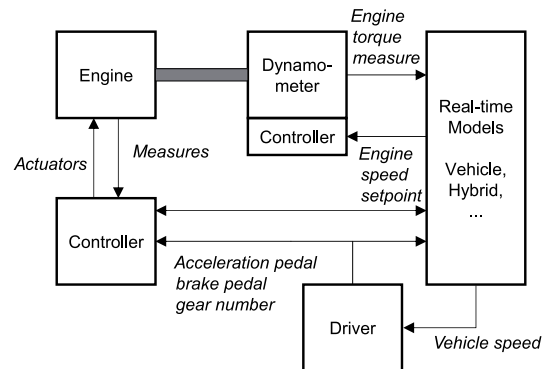 Engine
Dynamo-
meter
Controller
Engine
torque
measure
Real-time
Models
Vehicle,
Hybrid,
...
Actuators
Measures
Engine
speed
setpoint
Controller
Acceleration pedal
brake pedal
gear number
Driver
Vehicle speed